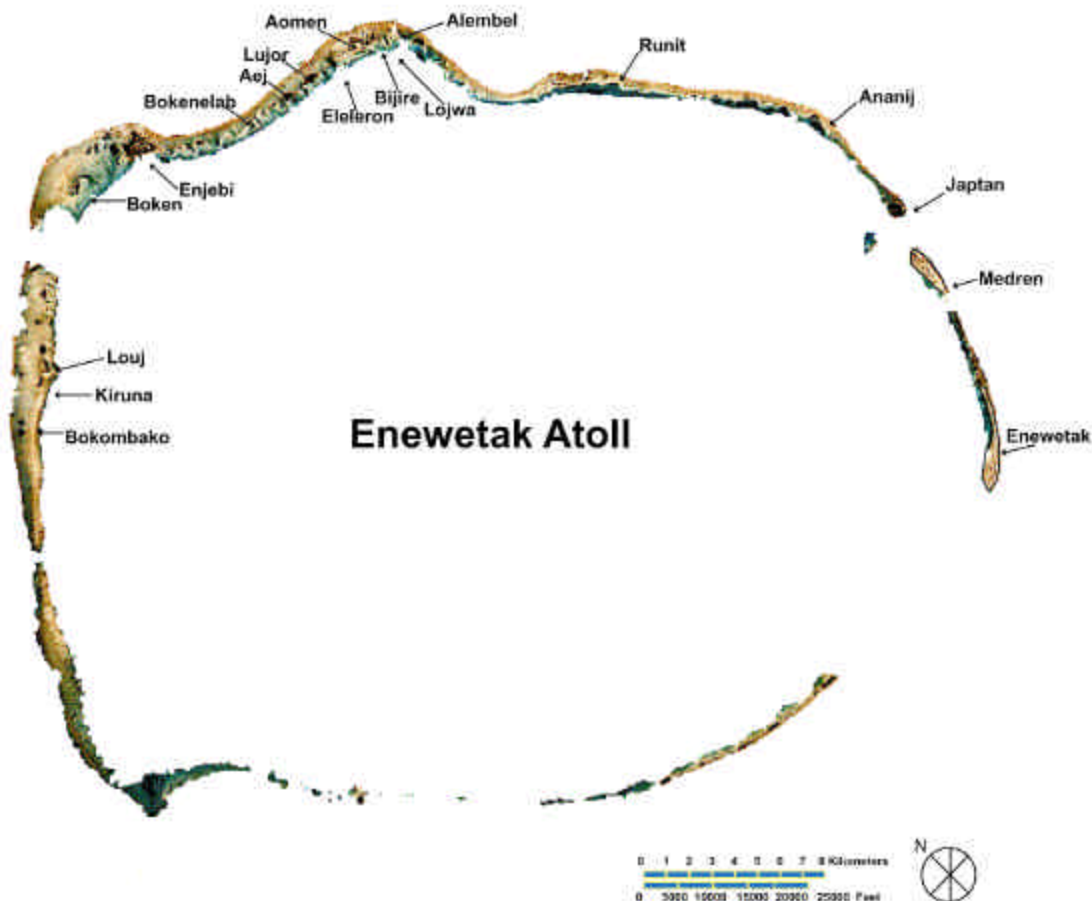 Aomen
Alembel
Lujor
Runit
Aej
Bokenelab
Bijire
Lojwa
Eleleron
Ananij
Enjebi
Boken
Japtan
Medren
Louj
Kiruna
Bokombako
Enewetak Atoll
Enewetak
N
0 1 2 3 4 5 6 7 8 Kilometers
0 5000 10000 15000 20000 25000 Feet